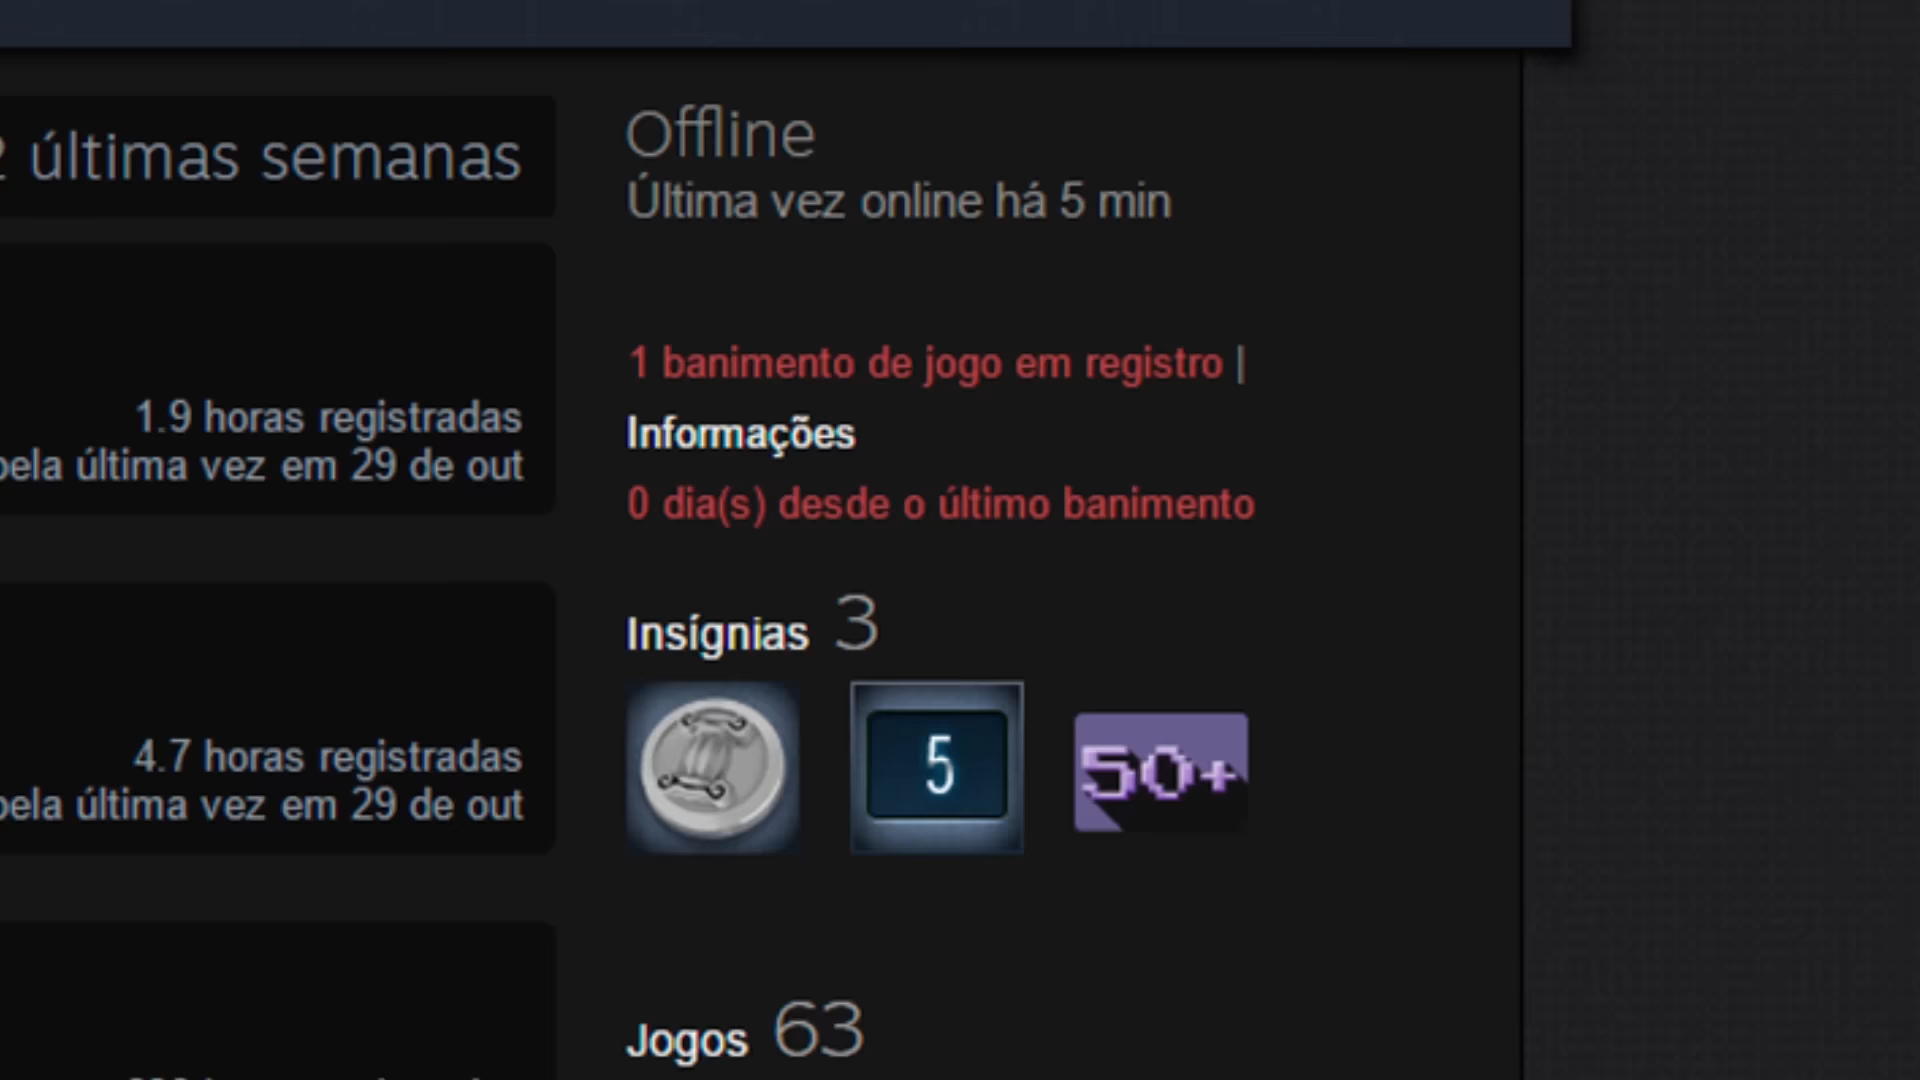 últimas semanas
1.9 horas registradas
pela última vez em 29 de out
4.7 horas registradas
pela última vez em 29 de out
Offline
Última vez online há 5 min
1 banimento de jogo em registro |
Informações
0 dia(s) desde o último banimento
Insígnias 3
5
50+
Jogos 63